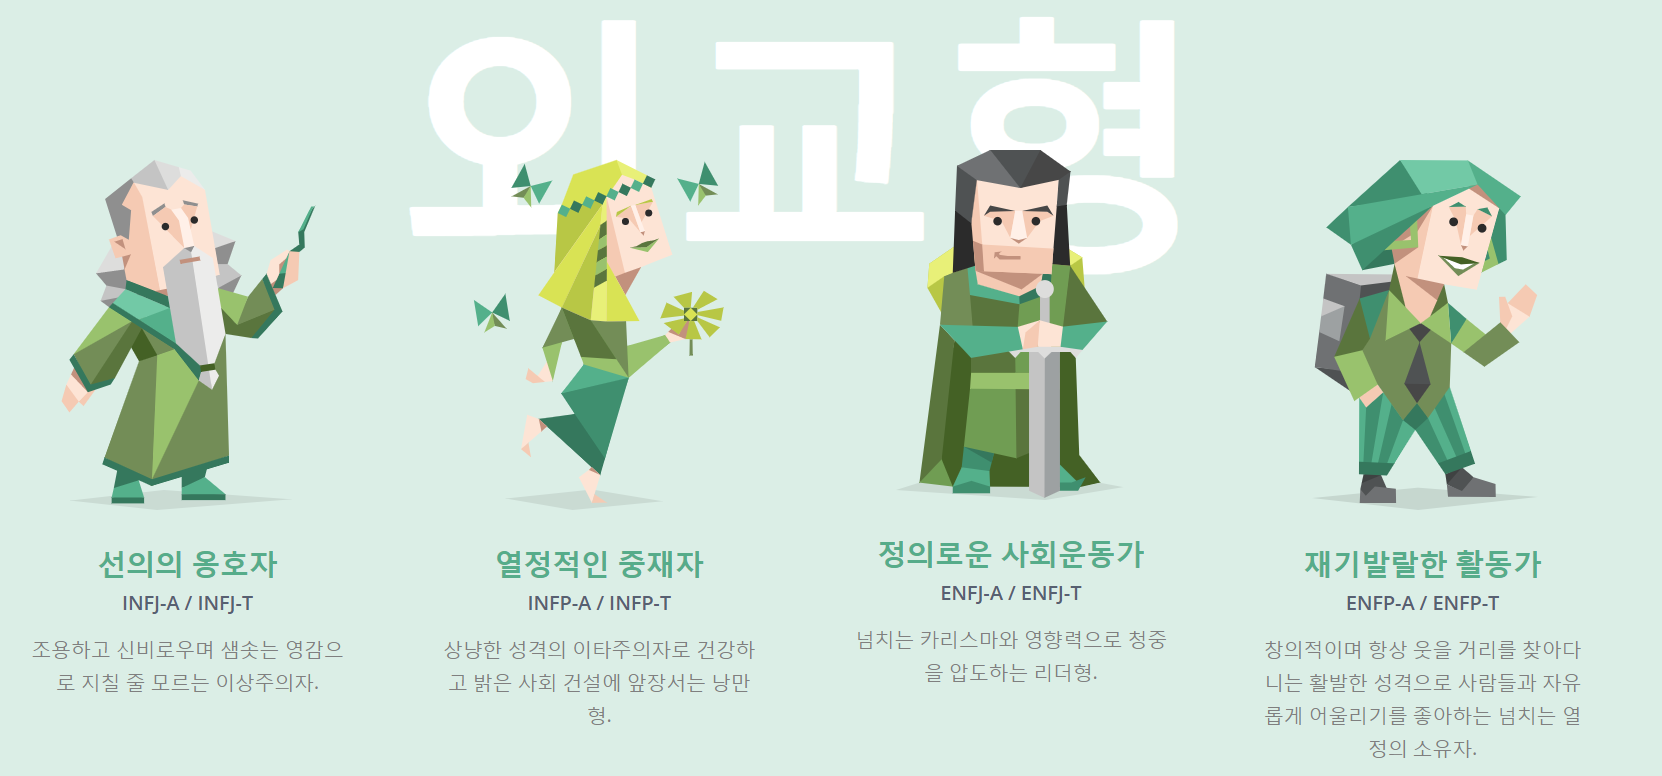 외교형
선의의 옹호자
INFJ-A / INFJ-T
조용하고 신비로우며 샘솟는 영감으
로 지칠 줄 모르는 이상주의자.
열정적인 중재자
INFP-A / INFP-T
상냥한 성격의 이타주의자로 건강하
고 밝은 사회 건설에 앞장서는 낭만
형.
정의로운 사회운동가
ENFJ-A / ENFJ-T
넘치는 카리스마와 영향력으로 청중
을 압도하는 리더형.
재기발랄한 활동가
ENFP-A / ENFP-T
창의적이며 항상 웃을 거리를 찾아다
니는 활발한 성격으로 사람들과 자유
롭게 어울리기를 좋아하는 넘치는 열
정의 소유자.